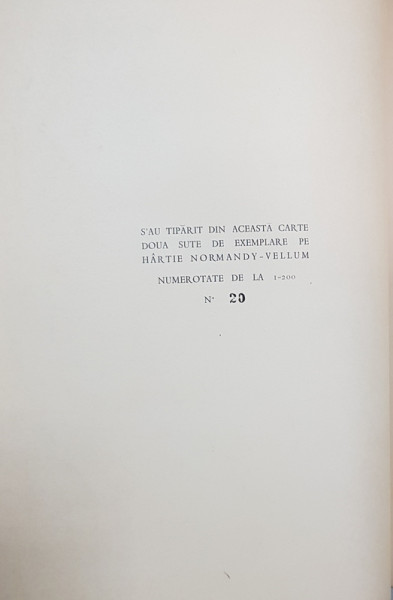 S'AU TIPĂRIT DIN ACEASTĂ CARTE
DOUA SUTE DE EXEMPLARE PE
HÂRTIE NORMANDY-VELLUM
NUMEROTATE DE LA 1-200
N° 20